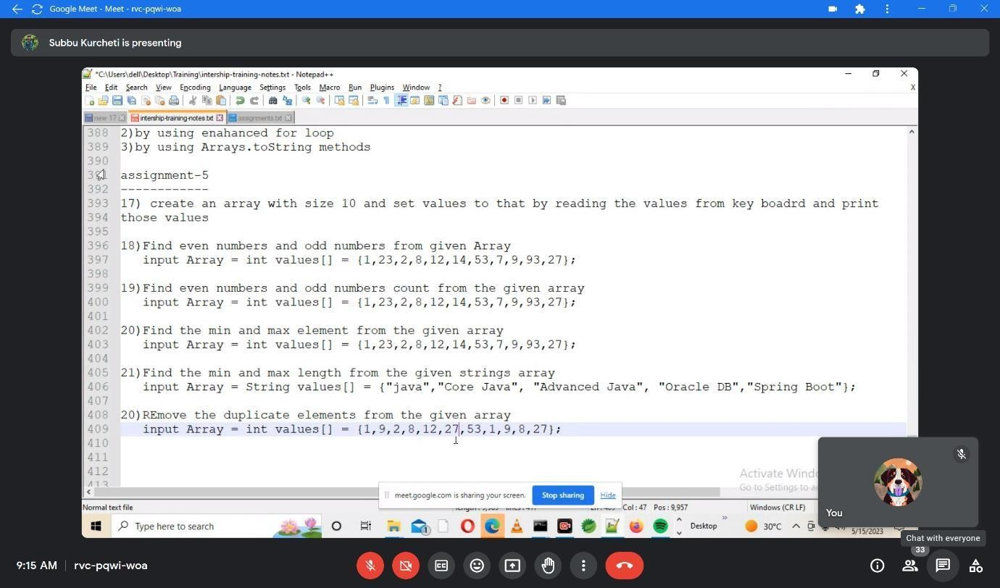 Google Meet - Meet - rvc-pqwi-woa
Subbu Kurcheti is presenting
*C:\Users\dell\Desktop\Training\intership-training-notes.txt - Notepad++
File Edit Search View Encoding Language Settings Tools Macro Run Plugins Window ? X
new 17 intership-training-notes.txt assignments.txt
388 2)by using enahanced for loop
389 3)by using Arrays.toString methods
390
391 assignment-5
392 ------------
393 17) create an array with size 10 and set values to that by reading the values from key boadrd and print
394 those values
395
396 18)Find even numbers and odd numbers from given Array
397 input Array = int values[] = {1,23,2,8,12,14,53,7,9,93,27};
398
399 19)Find even numbers and odd numbers count from the given array
400 input Array = int values[] = {1,23,2,8,12,14,53,7,9,93,27};
401
402 20)Find the min and max element from the given array
403 input Array = int values[] = {1,23,2,8,12,14,53,7,9,93,27};
404
405 21)Find the min and max length from the given strings array
406 input Array = String values[] = {"java","Core Java", "Advanced Java", "Oracle DB","Spring Boot"};
407
408 20)REmove the duplicate elements from the given array
409 input Array = int values[] = {1,9,2,8,12,27,53,1,9,8,27};
410
411
412
413
Activate
Go to Settings to
meet.google.com is sharing your screen. Stop sharing Hide
Normal text file Col : 47 Pos : 9,957 Windows (CR LF)
Type here to search
1
Desktop
30°C
5/15/2023
You
Chat with everyone
33
9:15 AM rvc-pqwi-woa